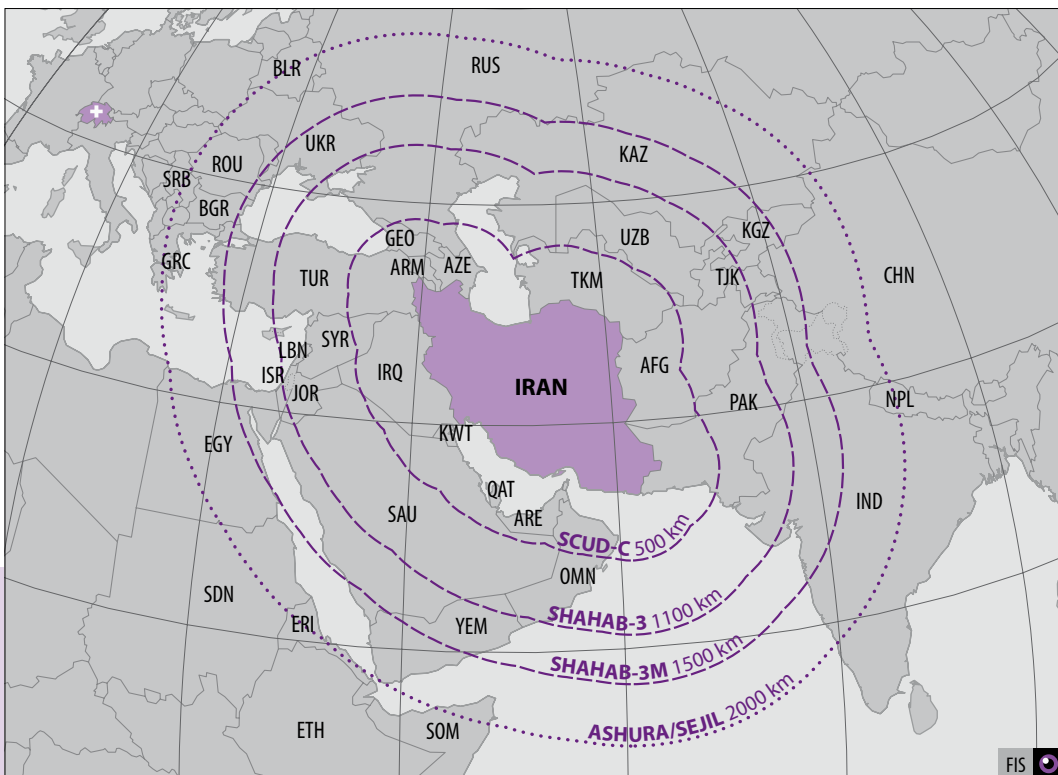 BLR
RUS
UKR
KAZ
ROU
SRB
BGR
KGZ
GEO
UZB
GRC
ARM
AZE
TUR
TKM
TJK
CHN
LBN
SYR
ISR
JOR
IRQ
IRAN
AFG
PAK
NPL
KWT
EGY
QAT
SAU
ARE
IND
SCUD-C 500 km
OMN
SDN
ERI
YEM
SHAHAB-3 1100 km
SHAHAB-3M 1500 km
ASHURA/SEJIL 2000 km
ETH
SOM
FIS